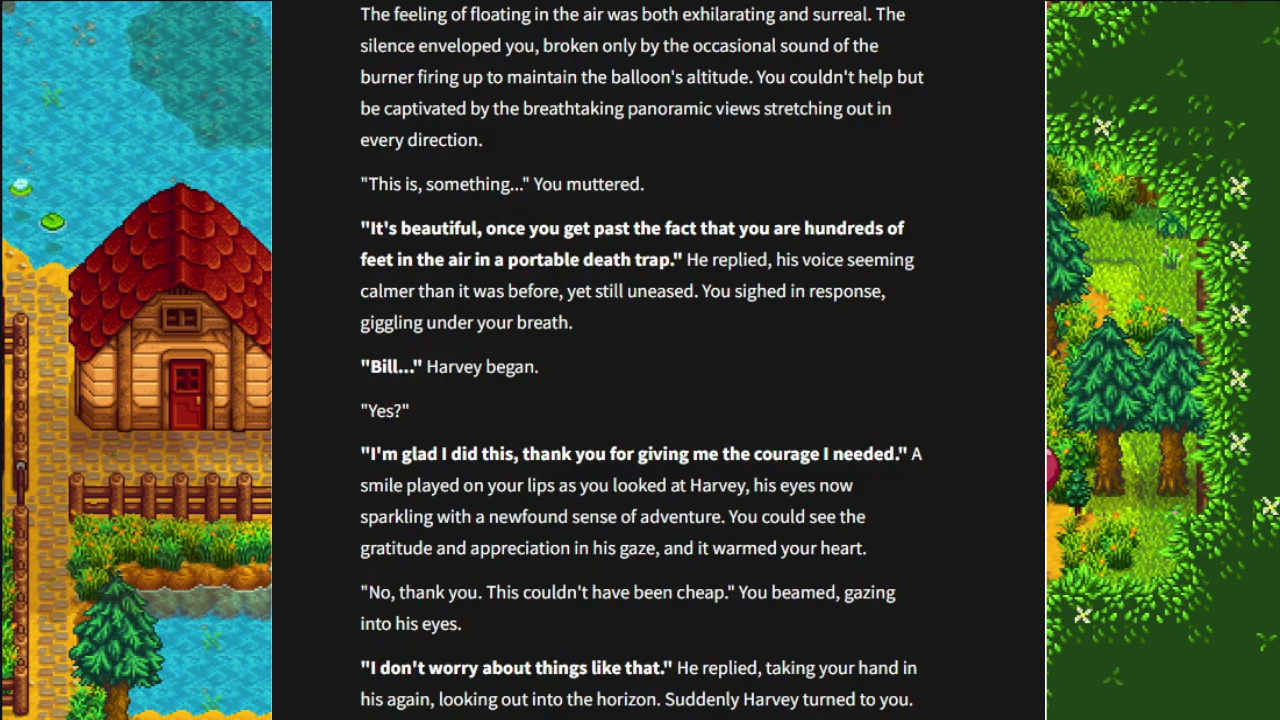 The feeling of floating in the air was both exhilarating and surreal. The
silence enveloped you, broken only by the occasional sound of the
burner firing up to maintain the balloon's altitude. You couldn't help but
be captivated by the breathtaking panoramic views stretching out in
every direction.
"This is, something..." You muttered.
"It's beautiful, once you get past the fact that you are hundreds of
feet in the air in a portable death trap." He replied, his voice seeming
calmer than it was before, yet still uneased. You sighed in response,
giggling under your breath.
"Bill..." Harvey began.
"Yes?"
"I'm glad I did this, thank you for giving me the courage I needed." A
smile played on your lips as you looked at Harvey, his eyes now
sparkling with a newfound sense of adventure. You could see the
gratitude and appreciation in his gaze, and it warmed your heart.
"No, thank you. This couldn't have been cheap." You beamed, gazing
into his eyes.
"I don't worry about things like that." He replied, taking your hand in
his again, looking out into the horizon. Suddenly Harvey turned to you.